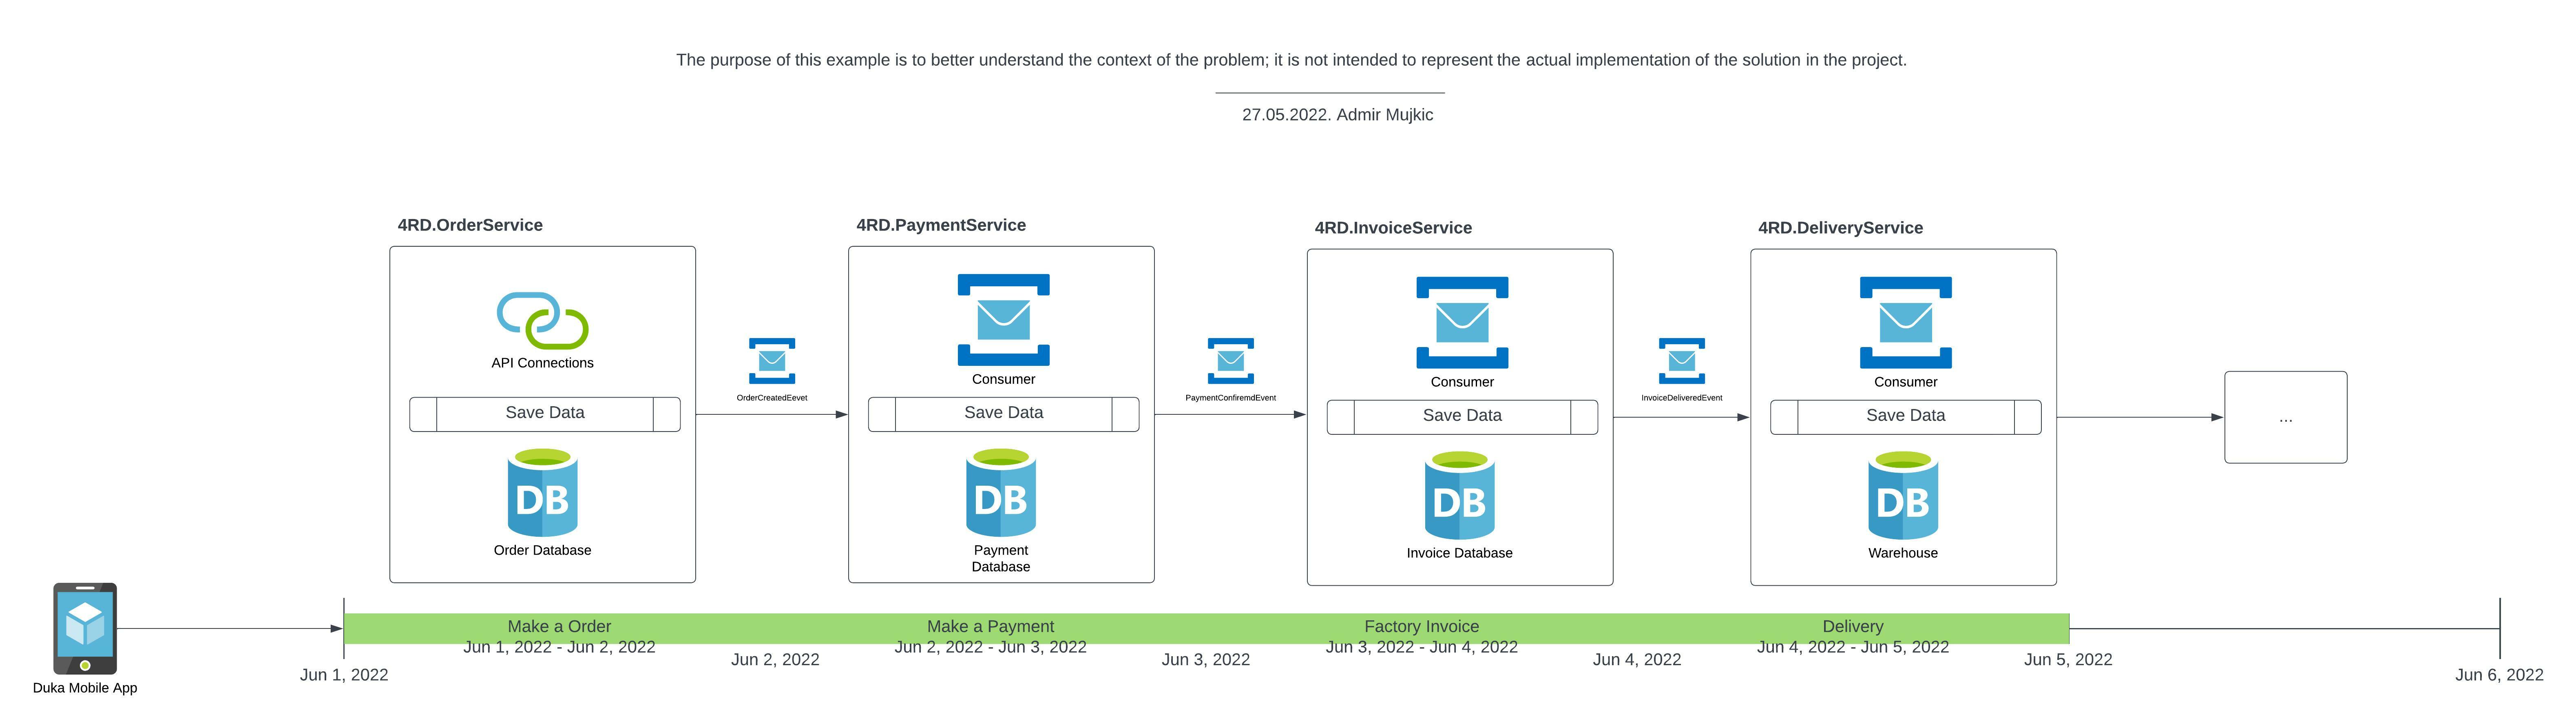 The purpose of this example is to better understand the context of the problem; it is not intended to represent the actual implementation of the solution in the project.
27.05.2022. Admir Mujkic
4RD.OrderService
API Connections
Save Data
DB
Order Database
OrderCreatedEevet
4RD.PaymentService
Consumer
Save Data
DB
Payment
Database
PaymentConfiremdEvent
4RD.InvoiceService
Consumer
Save Data
DB
Invoice Database
InvoiceDeliveredEvent
4RD.DeliveryService
Consumer
Save Data
DB
Warehouse
...
Duka Mobile App
Jun 1, 2022
Make a Order
Jun 1, 2022 - Jun 2, 2022
Jun 2, 2022
Make a Payment
Jun 2, 2022 - Jun 3, 2022
Jun 3, 2022
Factory Invoice
Jun 3, 2022 - Jun 4, 2022
Jun 4, 2022
Delivery
Jun 4, 2022 - Jun 5, 2022
Jun 5, 2022
Jun 6, 2022